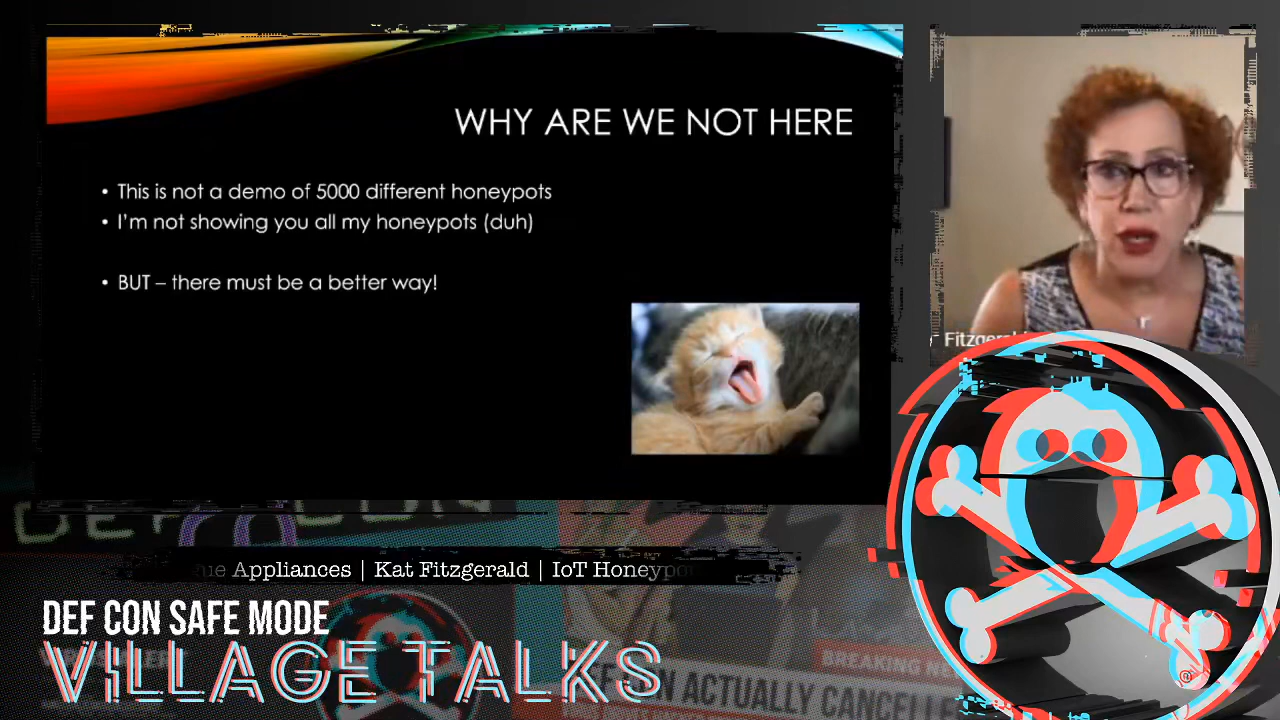 WHY ARE WE NOT HERE
• This is not a demo of 5000 different honeypots
• I'm not showing you all my honeypots (duh)
• BUT – there must be a better way!
Fitzgerald
DEF CON
ue Appliances | Kat Fitzgerald | IoT Honeypo
DEF CON SAFE MODE
VILLAGE TALKS
BREAKING NE
N ACTUALLY CANCELLE
®